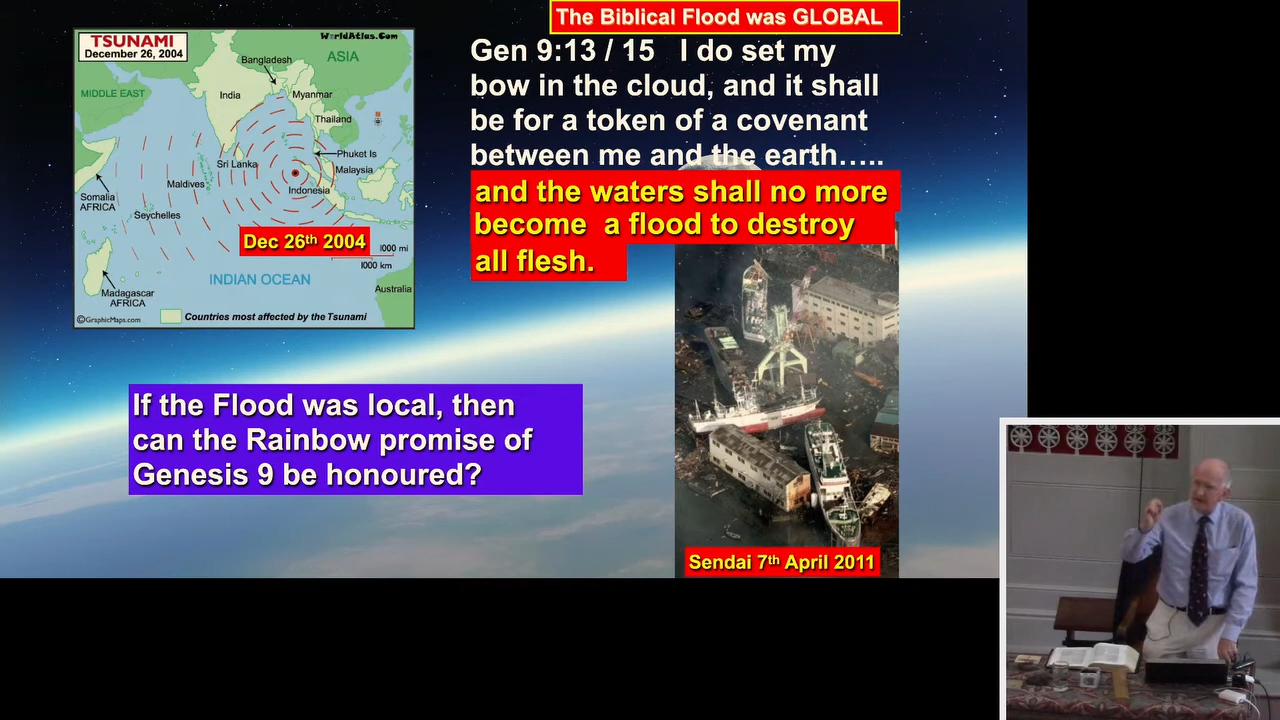 The Biblical Flood was GLOBAL
Gen 9:13 / 15 I do set my
bow in the cloud, and it shall
be for a token of a covenant
between me and the earth…..
and the waters shall no more
become a flood to destroy
all flesh.
TSUNAMI
December 26, 2004
WorldAtlas.Com
ASIA
Bangladesh
MIDDLE EAST
India
Myanmar
Thailand
Sri Lanka
Phuket Is
Malaysia
Maldives
Indonesia
Somalia
AFRICA
Seychelles
Dec 26th 2004
1000 mi
1000 km
INDIAN OCEAN
Australia
Madagascar
AFRICA
©GraphicMaps.com
Countries most affected by the Tsunami
If the Flood was local, then
can the Rainbow promise of
Genesis 9 be honoured?
Sendai 7th April 2011